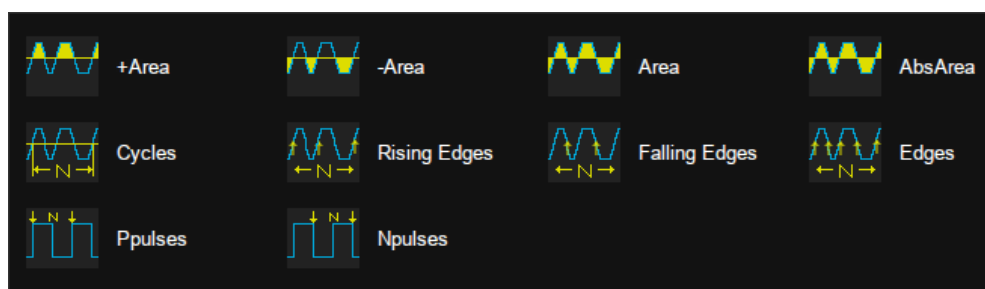 +Area -Area Area AbsArea
N Cycles N Rising Edges N Falling Edges N Edges
N Ppulses N Npulses